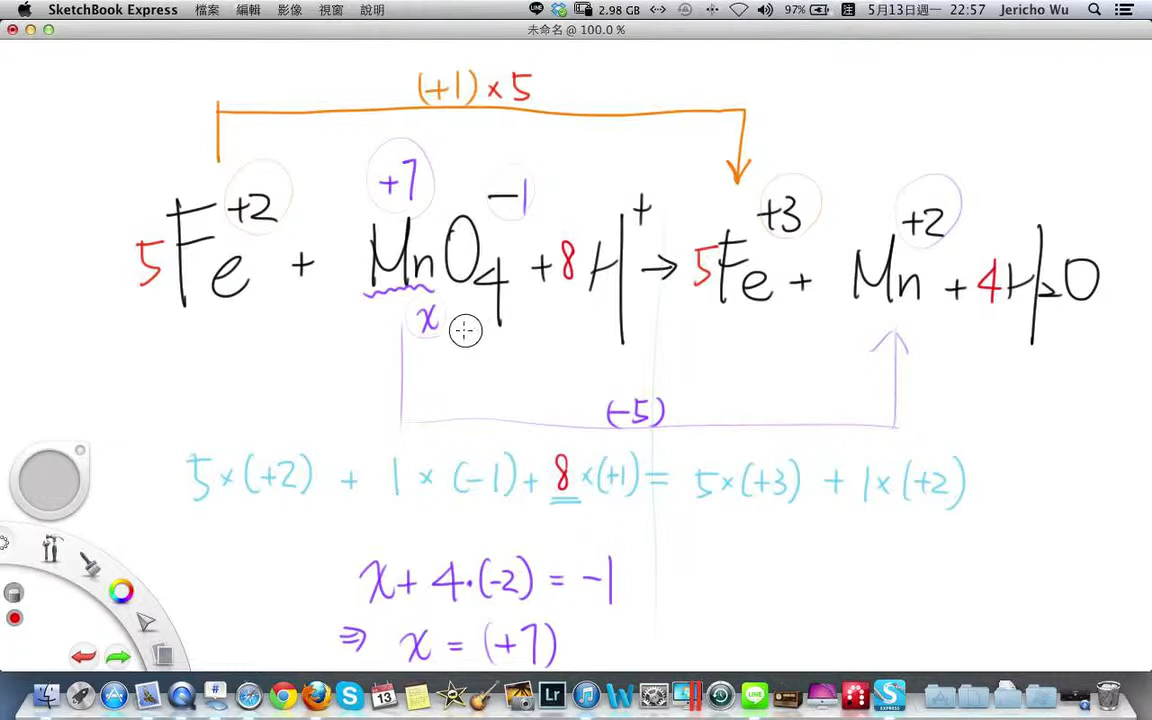 SketchBook Express 檔案 編輯 影像 視窗 說明 2.98 GB 97% 5月13日週一 22:57 Jericho Wu
未命名 @ 100.0 %
(+1)×5
+7
5Fe+2 + MnO4-1 + 8H+ → 5Fe+3 + Mn+2 + 4H2O
x
(-5)
5×(+2) + 1×(-1) + 8×(+1) = 5×(+3) + 1×(+2)
x + 4·(-2) = -1
⇒ x = (+7)